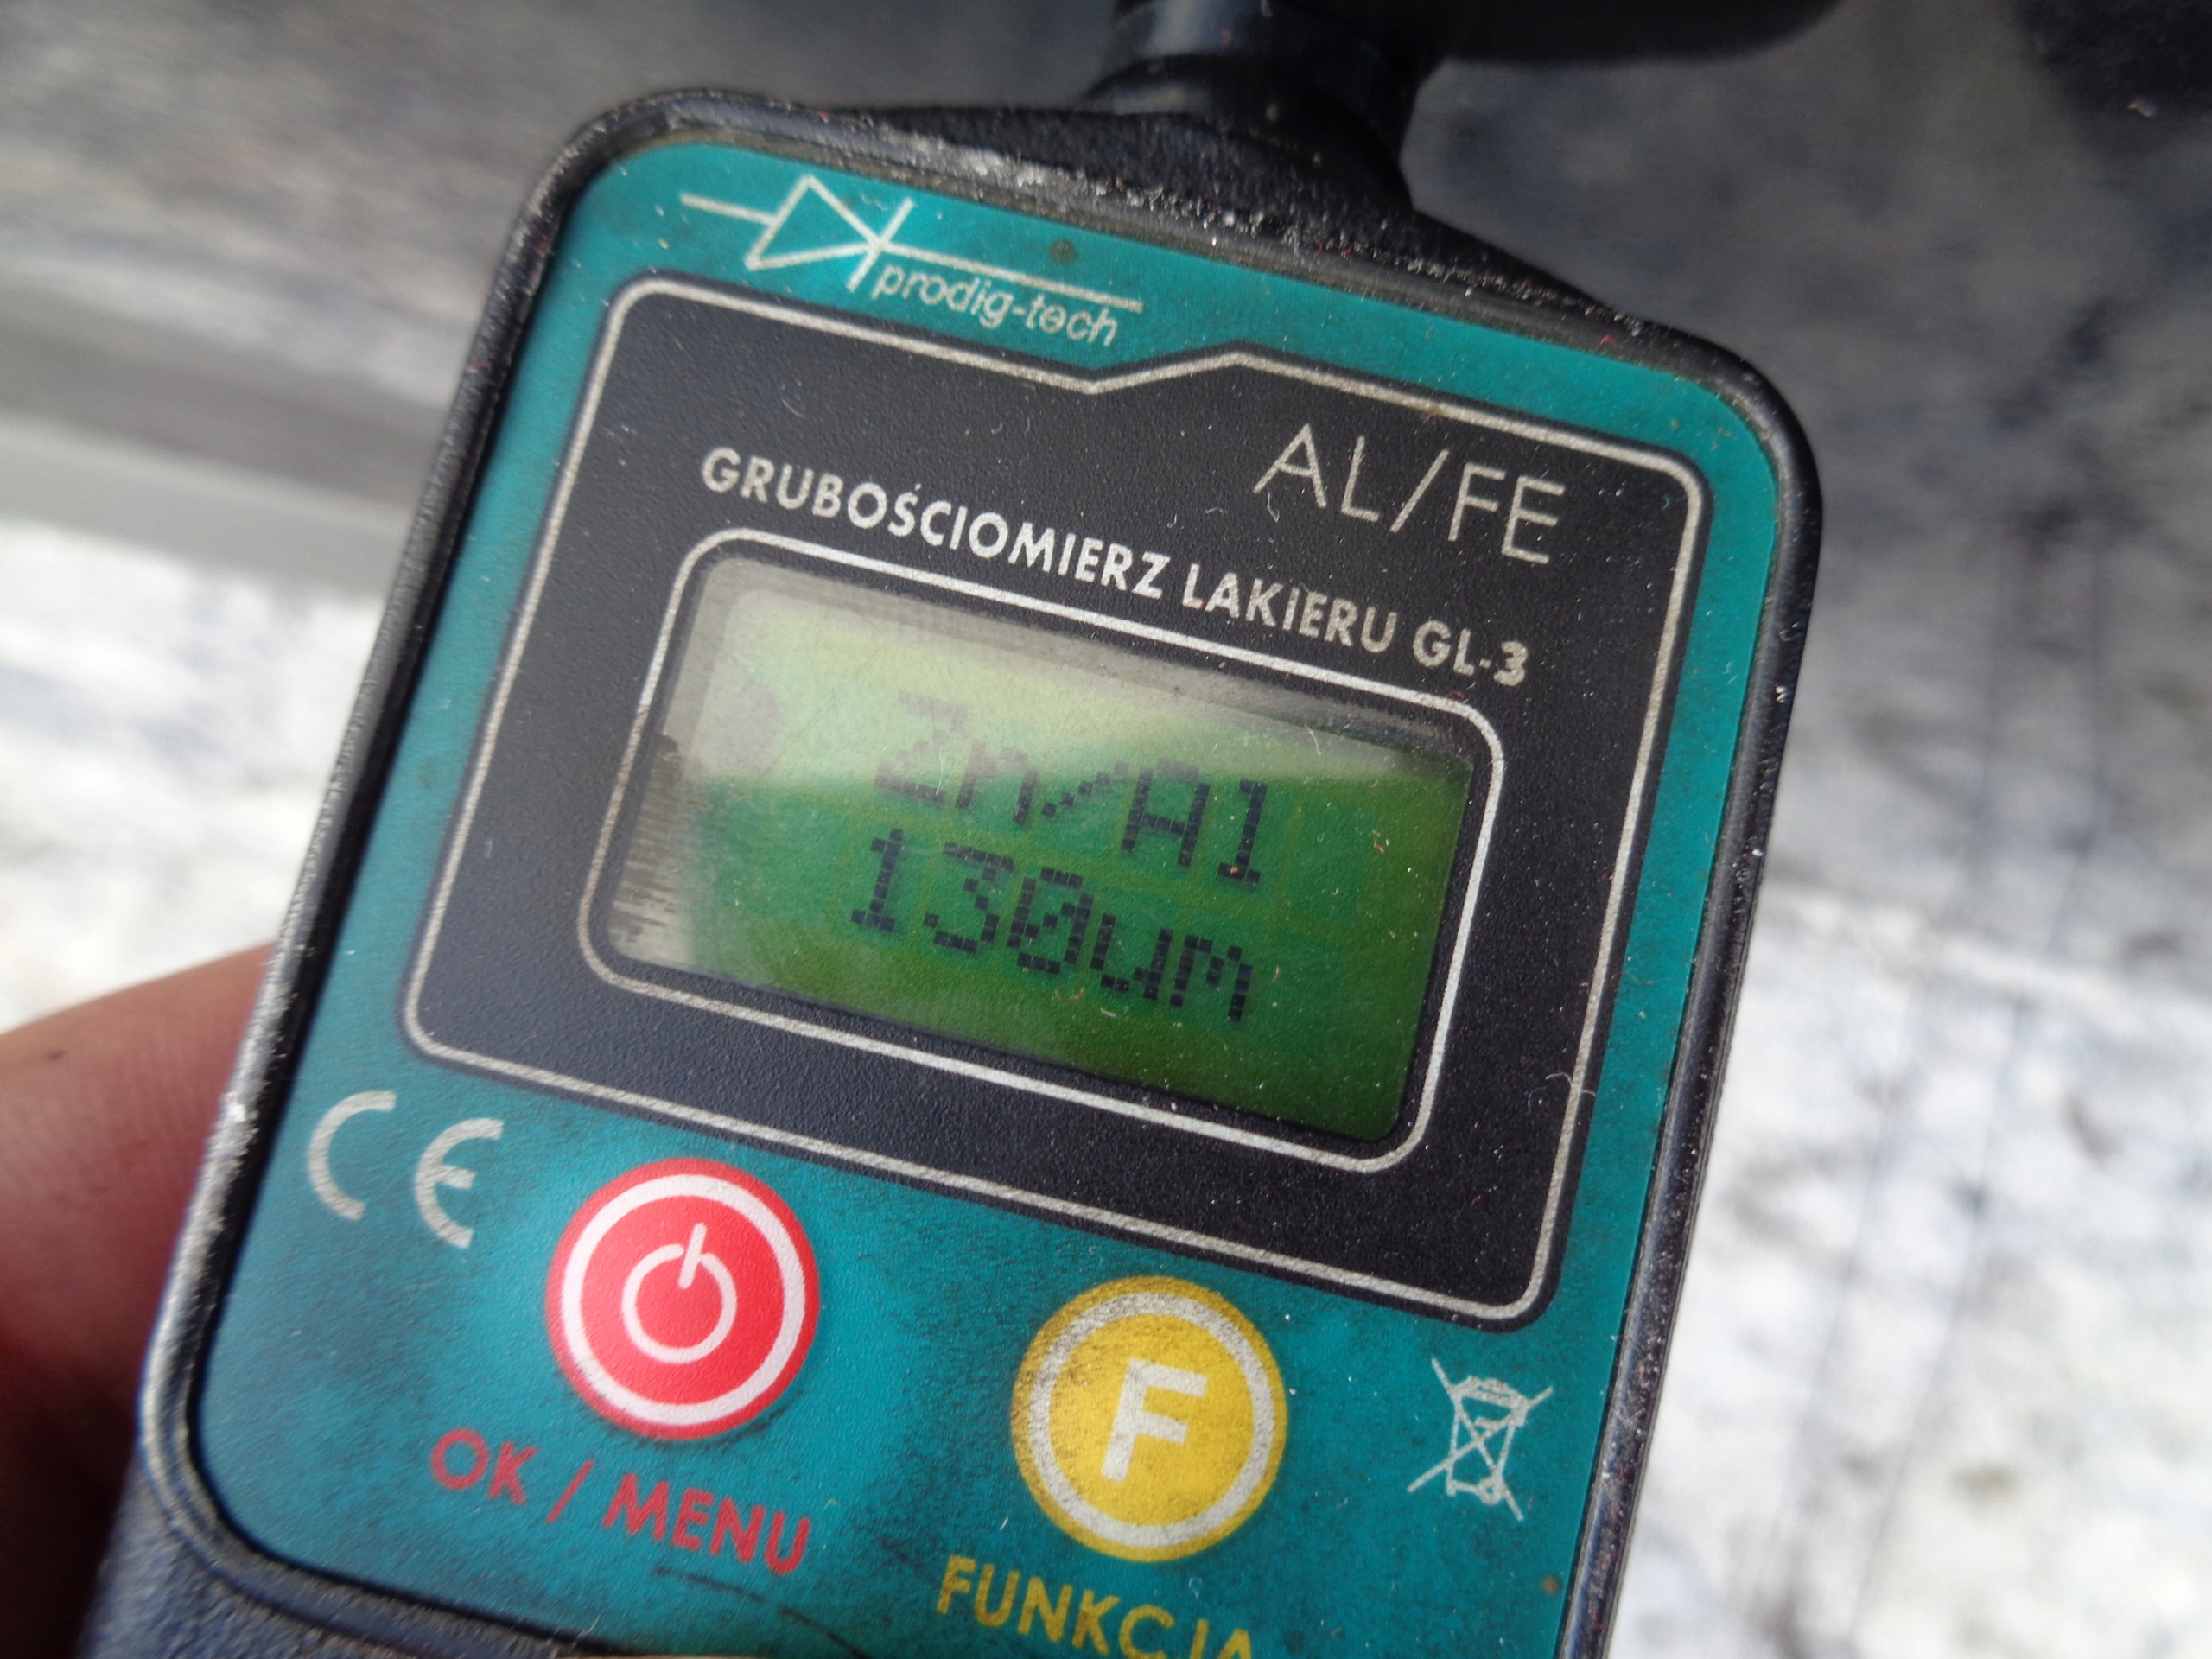 prodig-tech
AL/FE
GRUBOŚCIOMIERZ LAKIERU GL-3
Zn/Al
130um
CE
F
OK / MENU
FUNKCJA